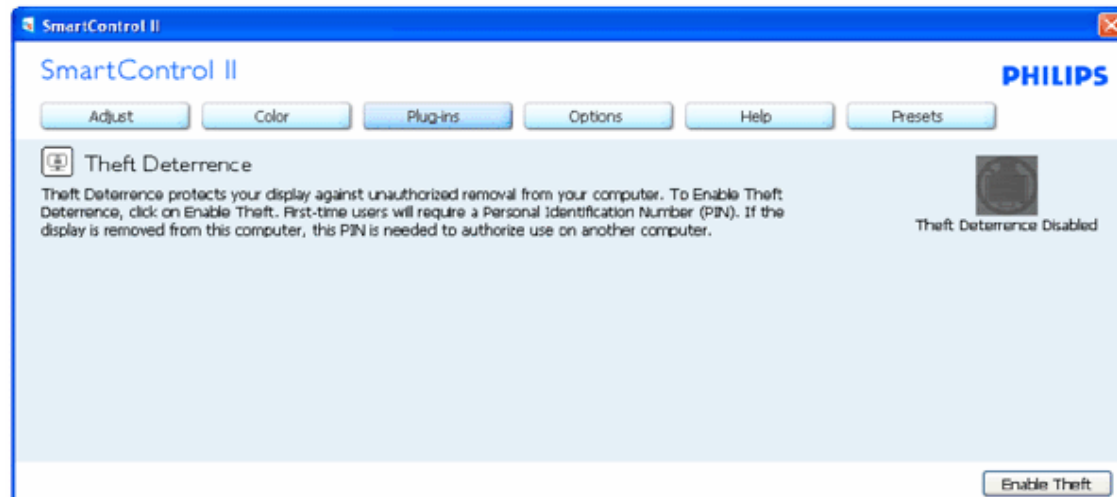 SmartControl II
SmartControl II
PHILIPS
Adjust Color Plug-ins Options Help Presets
Theft Deterrence
Theft Deterrence protects your display against unauthorized removal from your computer. To Enable Theft
Deterrence, click on Enable Theft. First-time users will require a Personal Identification Number (PIN). If the
display is removed from this computer, this PIN is needed to authorize use on another computer.
Theft Deterrence Disabled
Enable Theft